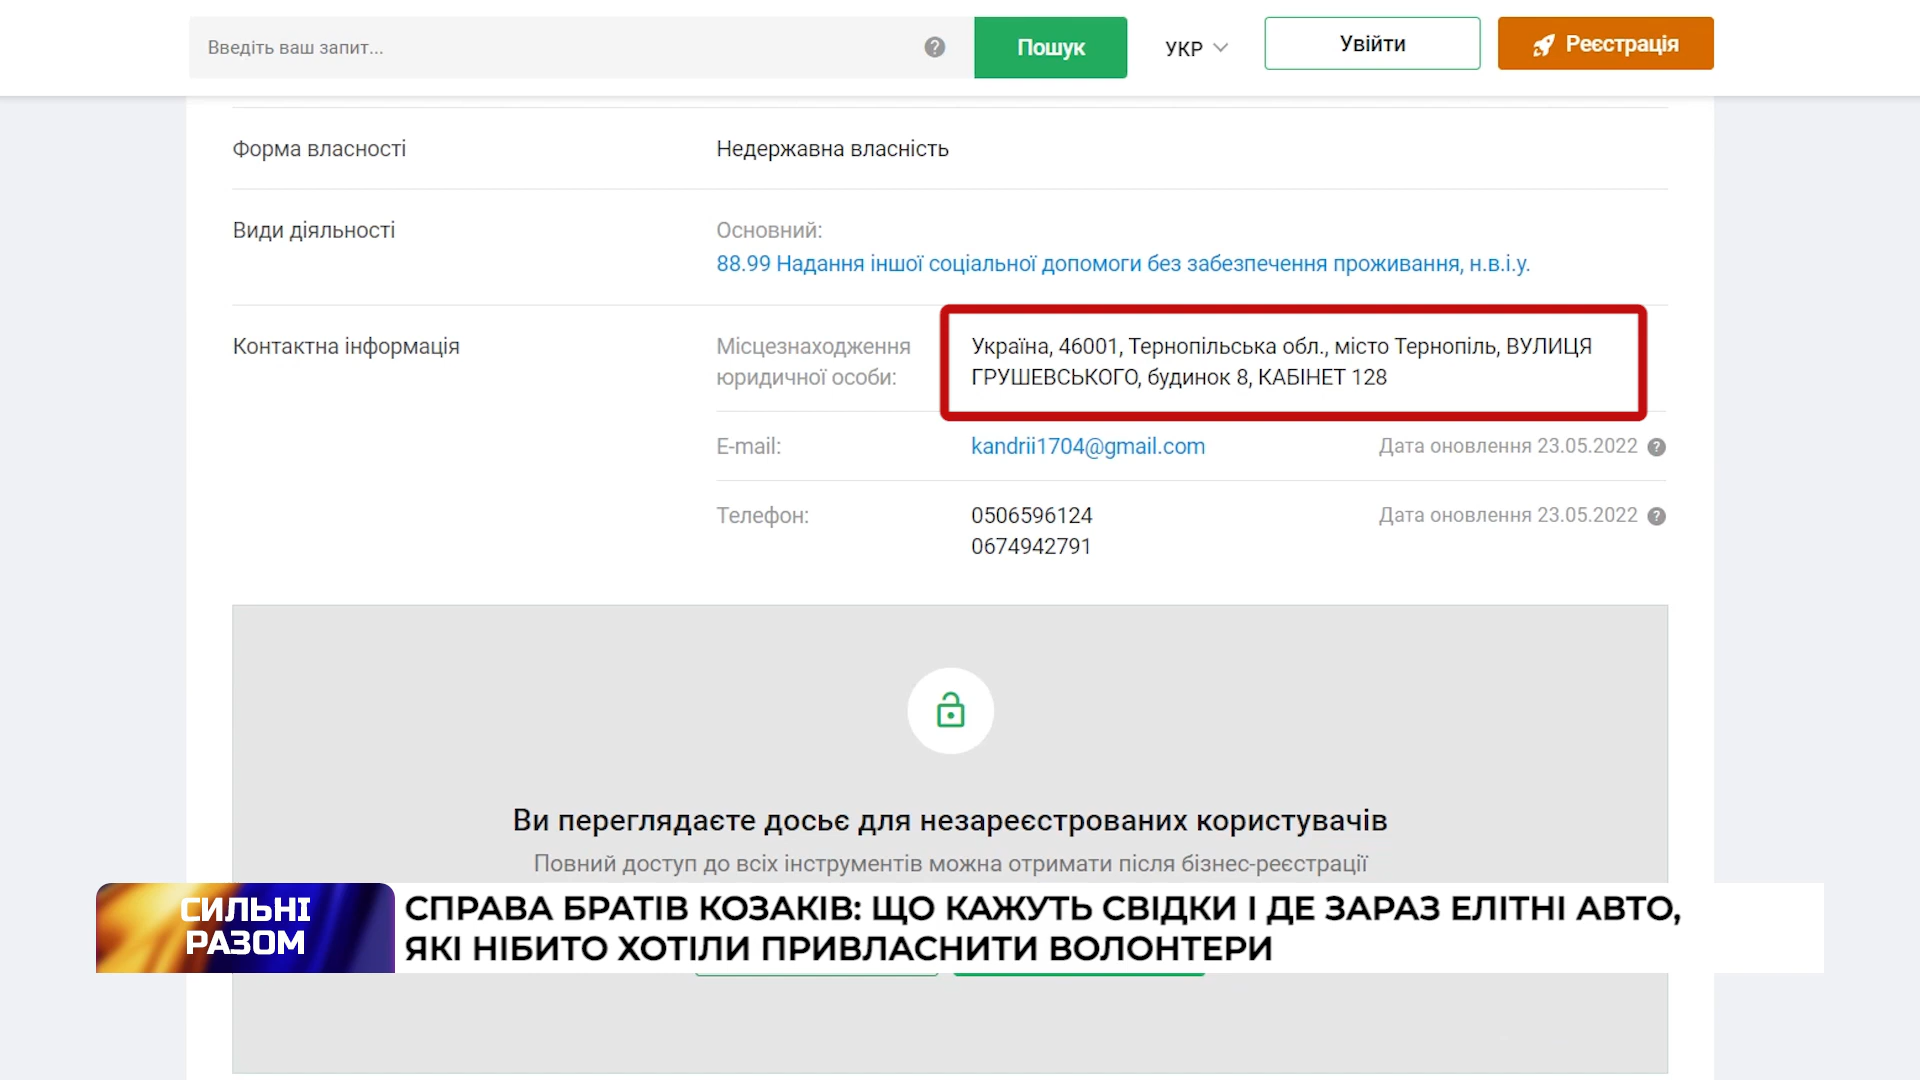 Введіть ваш запит...
?
Пошук
УКР
Увійти
Реєстрація
Форма власності
Недержавна власність
Види діяльності
Основний:
88.99 Надання іншої соціальної допомоги без забезпечення проживання, н.в.і.у.
Контактна інформація
Місцезнаходження
юридичної особи:
Україна, 46001, Тернопільська обл., місто Тернопіль, ВУЛИЦЯ
ГРУШЕВСЬКОГО, будинок 8, КАБІНЕТ 128
E-mail:
kandrii1704@gmail.com
Дата оновлення 23.05.2022 ?
Телефон:
0506596124
0674942791
Дата оновлення 23.05.2022 ?
Ви переглядаєте досьє для незареєстрованих користувачів
Повний доступ до всіх інструментів можна отримати після бізнес-реєстрації
СИЛЬНІ
РАЗОМ
СПРАВА БРАТІВ КОЗАКІВ: ЩО КАЖУТЬ СВІДКИ І ДЕ ЗАРАЗ ЕЛІТНІ АВТО,
ЯКІ НІБИТО ХОТІЛИ ПРИВЛАСНИТИ ВОЛОНТЕРИ